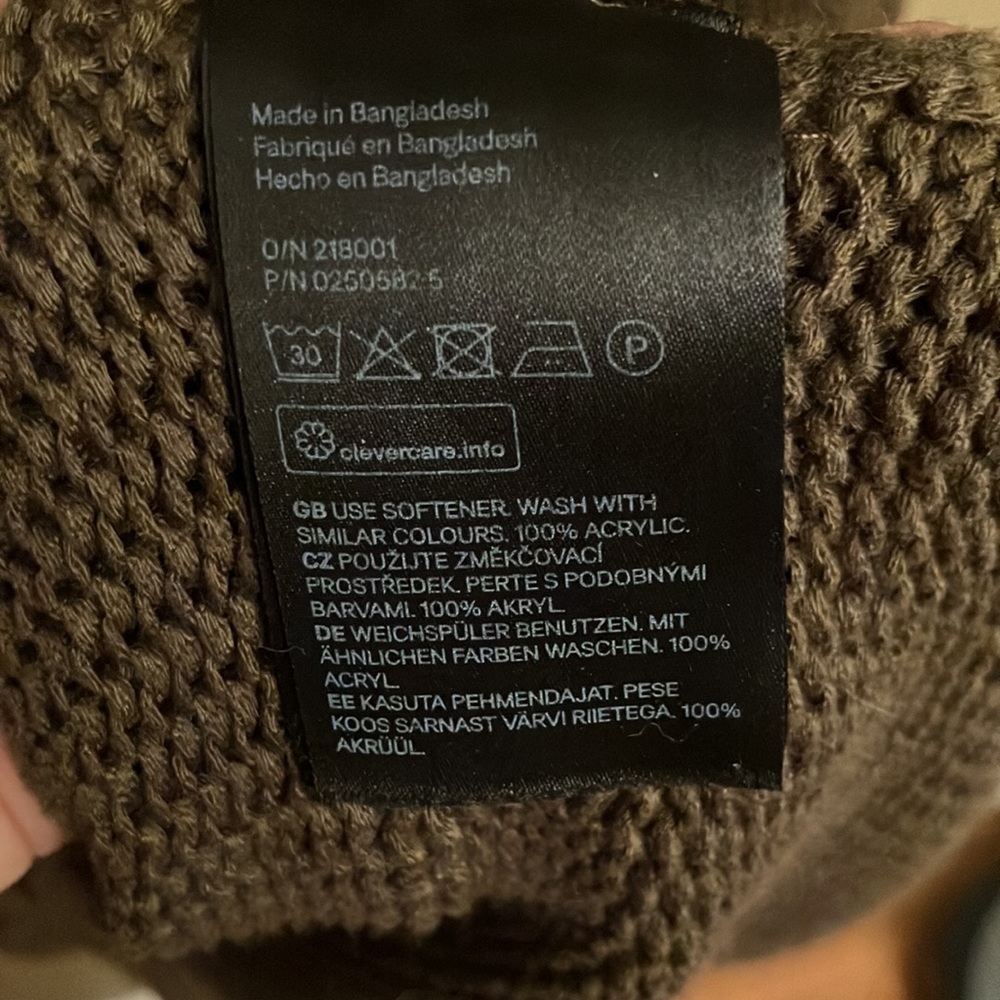 Made in Bangladesh
Fabriqué en Bangladesh
Hecho en Bangladesh
O/N 218001
P/N 0250582-5
30
P
clevercare.info
GB USE SOFTENER. WASH WITH
SIMILAR COLOURS. 100% ACRYLIC.
CZ POUŽIJTE ZMĚKČOVACÍ
PROSTŘEDEK. PERTE S PODOBNÝMI
BARVAMI. 100% AKRYL
DE WEICHSPÜLER BENUTZEN. MIT
ÄHNLICHEN FARBEN WASCHEN. 100%
ACRYL.
EE KASUTA PEHMENDAJAT. PESE
KOOS SARNAST VÄRVI RIIETEGA. 100%
AKRÜÜL.